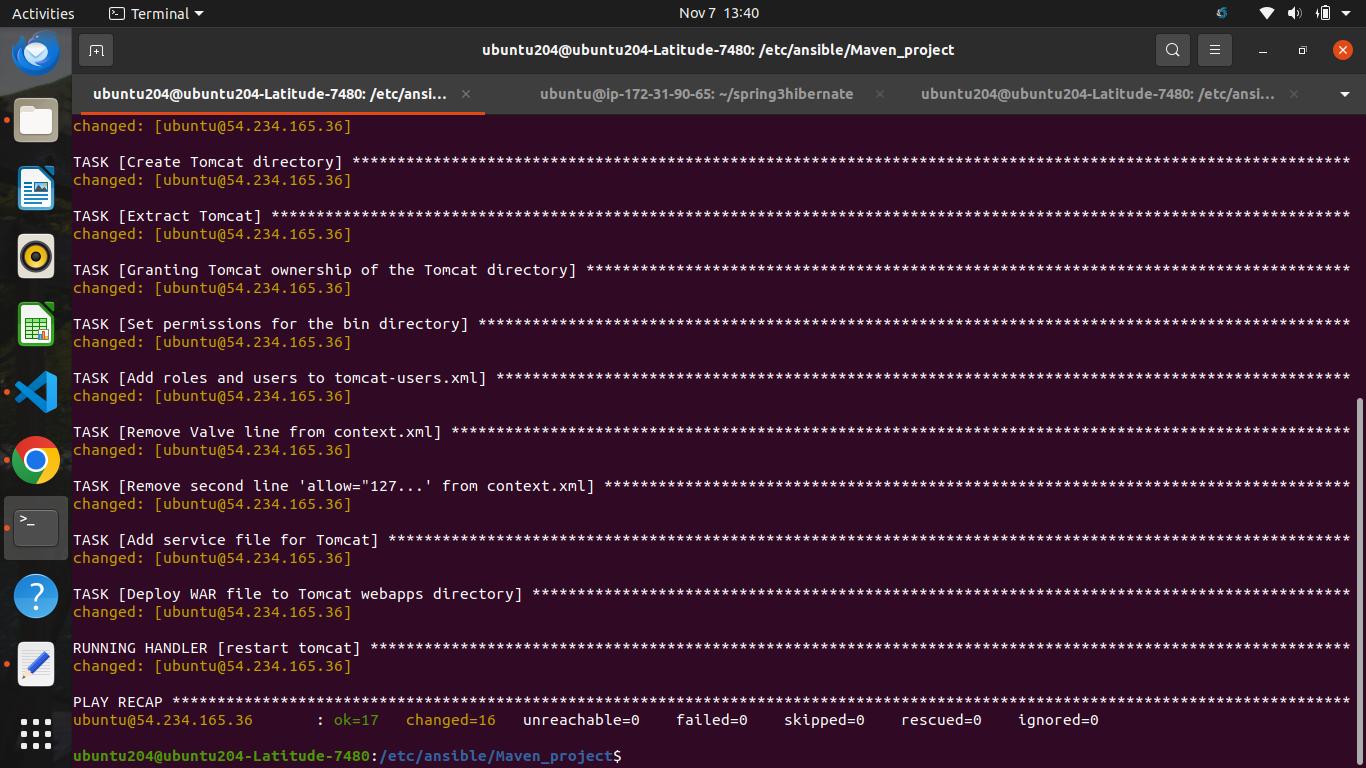 Activities
Terminal
Nov 7 13:40
ubuntu204@ubuntu204-Latitude-7480: /etc/ansible/Maven_project
ubuntu204@ubuntu204-Latitude-7480: /etc/ansi...
ubuntu@ip-172-31-90-65: ~/spring3hibernate
ubuntu204@ubuntu204-Latitude-7480: /etc/ansi...
changed: [ubuntu@54.234.165.36]
TASK [Create Tomcat directory] ***************************************************************************************************************
changed: [ubuntu@54.234.165.36]
TASK [Extract Tomcat] ************************************************************************************************************************
changed: [ubuntu@54.234.165.36]
TASK [Granting Tomcat ownership of the Tomcat directory] *************************************************************************************
changed: [ubuntu@54.234.165.36]
TASK [Set permissions for the bin directory] *************************************************************************************************
changed: [ubuntu@54.234.165.36]
TASK [Add roles and users to tomcat-users.xml] ***********************************************************************************************
changed: [ubuntu@54.234.165.36]
TASK [Remove Valve line from context.xml] ****************************************************************************************************
changed: [ubuntu@54.234.165.36]
TASK [Remove second line 'allow="127...' from context.xml] ***********************************************************************************
changed: [ubuntu@54.234.165.36]
TASK [Add service file for Tomcat] ***********************************************************************************************************
changed: [ubuntu@54.234.165.36]
TASK [Deploy WAR file to Tomcat webapps directory] *******************************************************************************************
changed: [ubuntu@54.234.165.36]
RUNNING HANDLER [restart tomcat] *************************************************************************************************************
changed: [ubuntu@54.234.165.36]
PLAY RECAP ***********************************************************************************************************************************
ubuntu@54.234.165.36       : ok=17   changed=16   unreachable=0    failed=0    skipped=0    rescued=0    ignored=0
ubuntu204@ubuntu204-Latitude-7480:/etc/ansible/Maven_project$